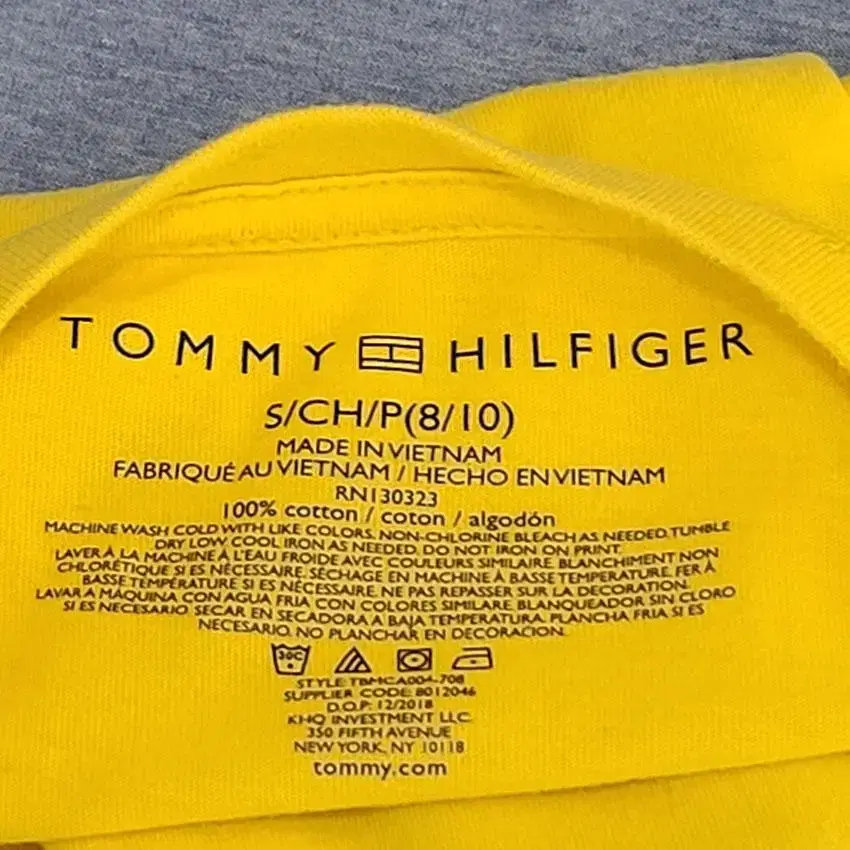 TOMMY HILFIGER
S/CH/P(8/10)
MADE IN VIETNAM
FABRIQUÉ AU VIETNAM / HECHO EN VIETNAM
RN130323
100% cotton / coton / algodón
MACHINE WASH COLD WITH LIKE COLORS. NON-CHLORINE BLEACH AS NEEDED. TUMBLE
DRY LOW. COOL IRON AS NEEDED. DO NOT IRON ON PRINT.
LAVER À LA MACHINE À L'EAU FROIDE AVEC COULEURS SIMILAIRE. BLANCHIMENT NON
CHLORÉTIQUE SI ES NÉCESSAIRE. SÉCHAGE EN MACHINE À BASSE TEMPERATURE. FER À
BASSE TEMPÉRATURE SI ES NÉCESSAIRE. NE PAS REPASSER SUR LA DECORATION.
LAVAR A MÁQUINA CON AGUA FRIA CON COLORES SIMILARE. BLANQUEADOR SIN CLORO
SI ES NECESARIO SECAR EN SECADORA A BAJA TEMPERATURA. PLANCHA FRIA SI ES
NECESARIO. NO PLANCHAR EN DECORACION.
30C
STYLE: TBMCA004-708
SUPPLIER CODE: 8012046
D.O.P: 12/2018
KHQ INVESTMENT LLC.
350 FIFTH AVENUE
NEW YORK, NY 10118
tommy.com